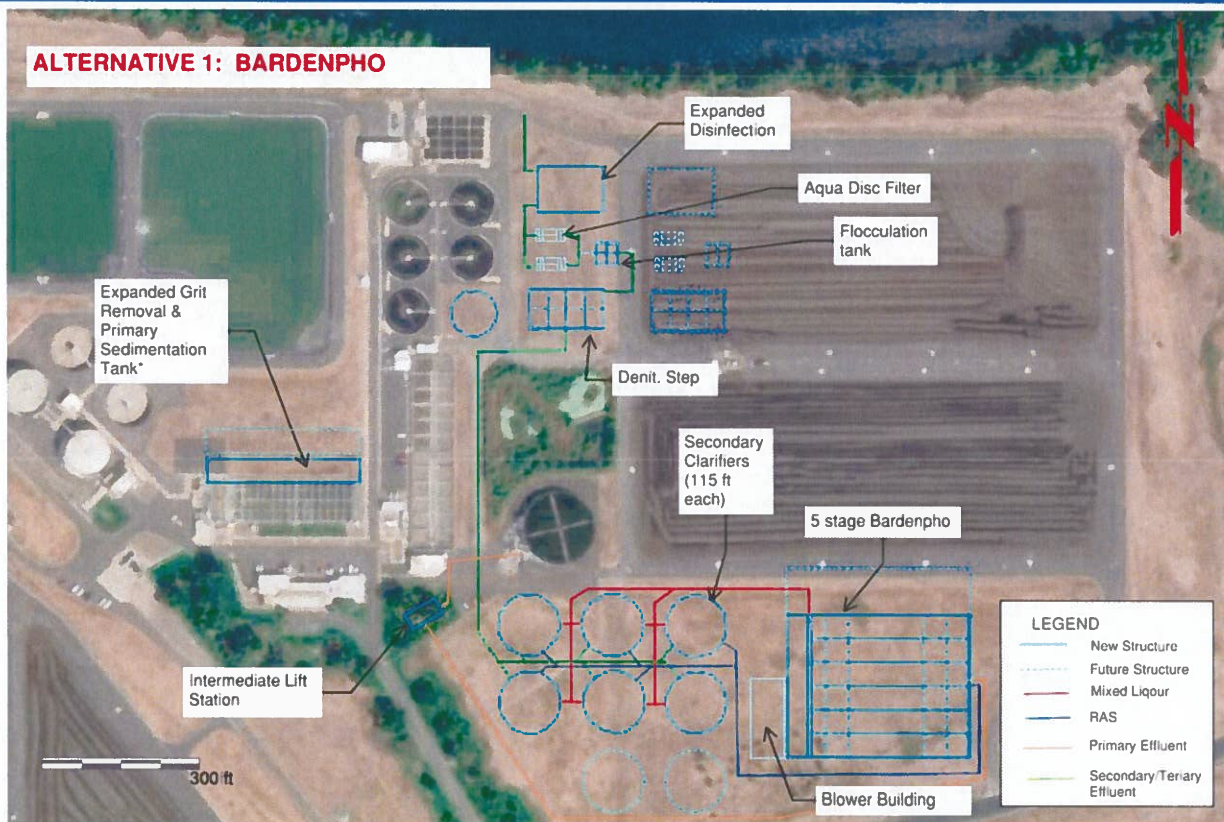 ALTERNATIVE 1: BARDENPHO
Expanded
Disinfection
Aqua Disc Filter
Flocculation
tank
Expanded Grit
Removal &
Primary
Sedimentation
Tank*
Denit. Step
Secondary
Clarifiers
(115 ft
each)
5 stage Bardenpho
Intermediate Lift
Station
300 ft
Blower Building
LEGEND
New Structure
Future Structure
Mixed Liqour
RAS
Primary Effluent
Secondary/Tertiary
Effluent
N